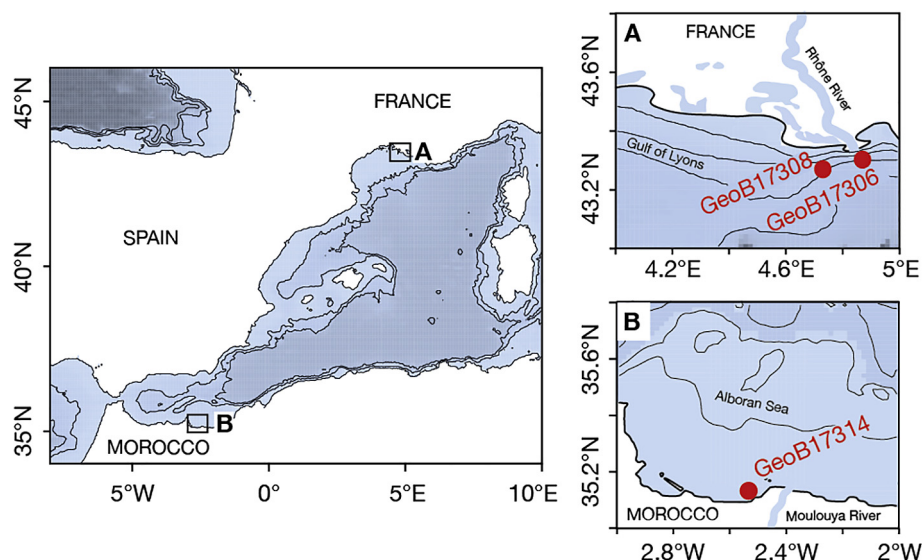 45°N
40°N
35°N
5°W
0°
5°E
10°E
FRANCE
SPAIN
MOROCCO
A
B
A
FRANCE
Rhône River
Gulf of Lyons
GeoB17308
GeoB17306
43.6°N
43.2°N
4.2°E
4.6°E
5°E
B
Alboran Sea
GeoB17314
MOROCCO
Moulouya River
35.6°N
35.2°N
2.8°W
2.4°W
2°W